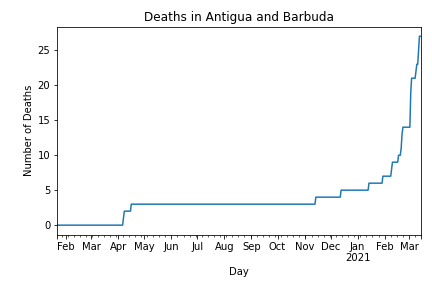 Deaths in Antigua and Barbuda
25
20
15
10
5
0
Number of Deaths
Feb Mar Apr May Jun Jul Aug Sep Oct Nov Dec Jan Feb Mar
2021
Day